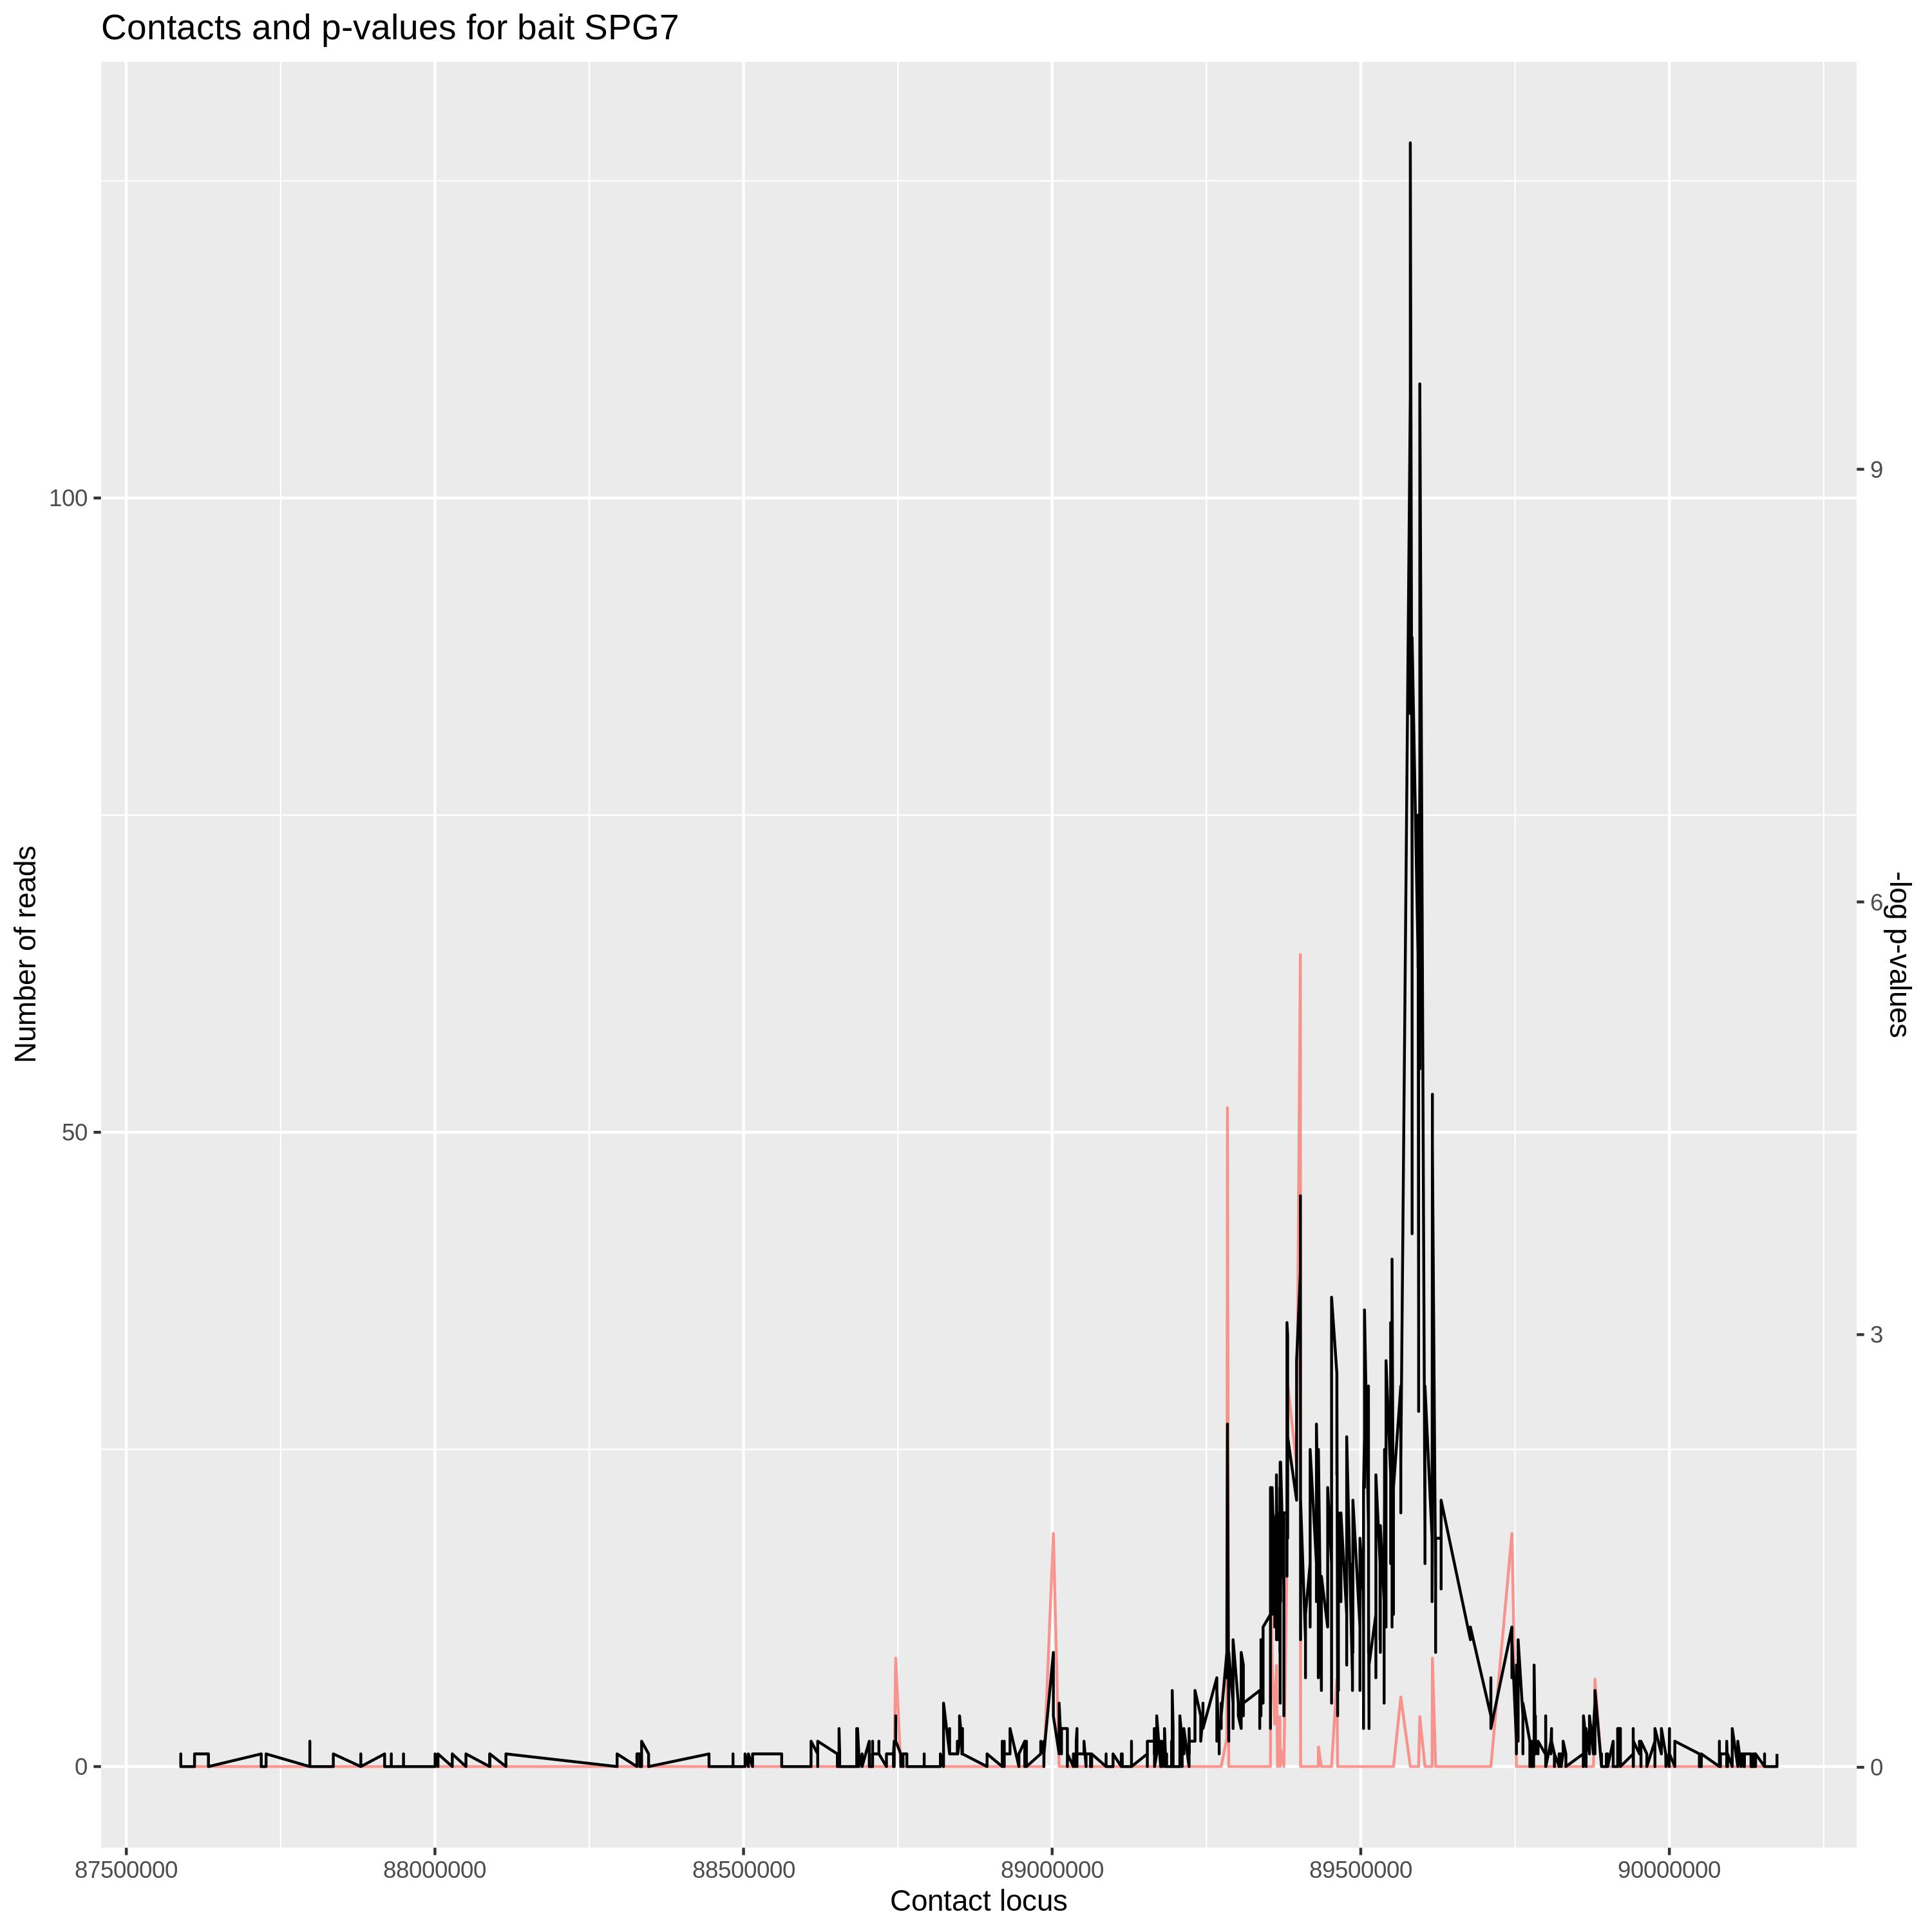 Contacts and p-values for bait SPG7
Number of reads
100
50
0
9
6
3
0
-log p-values
87500000 88000000 88500000 89000000 89500000 90000000
Contact locus